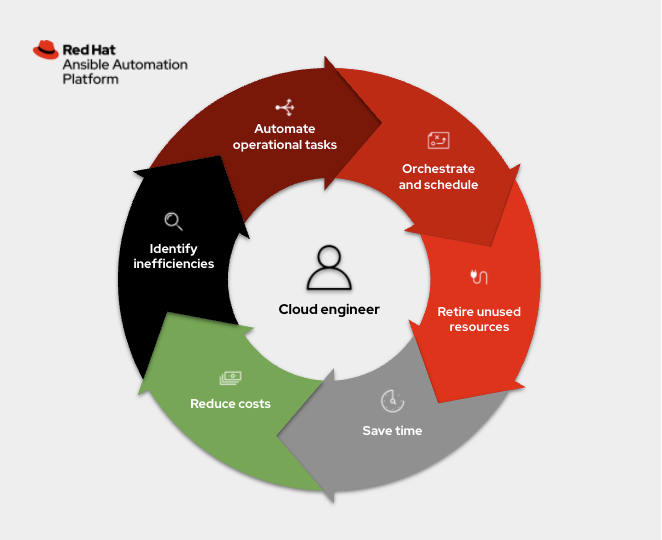 Red Hat
Ansible Automation
Platform
Automate
operational tasks
Orchestrate
and schedule
Identify
inefficiencies
Retire unused
resources
Cloud engineer
Reduce costs
Save time